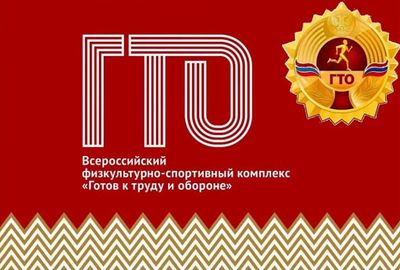 ГТО
ГТО
Всероссийский
физкультурно-спортивный комплекс
«Готов к труду и обороне»